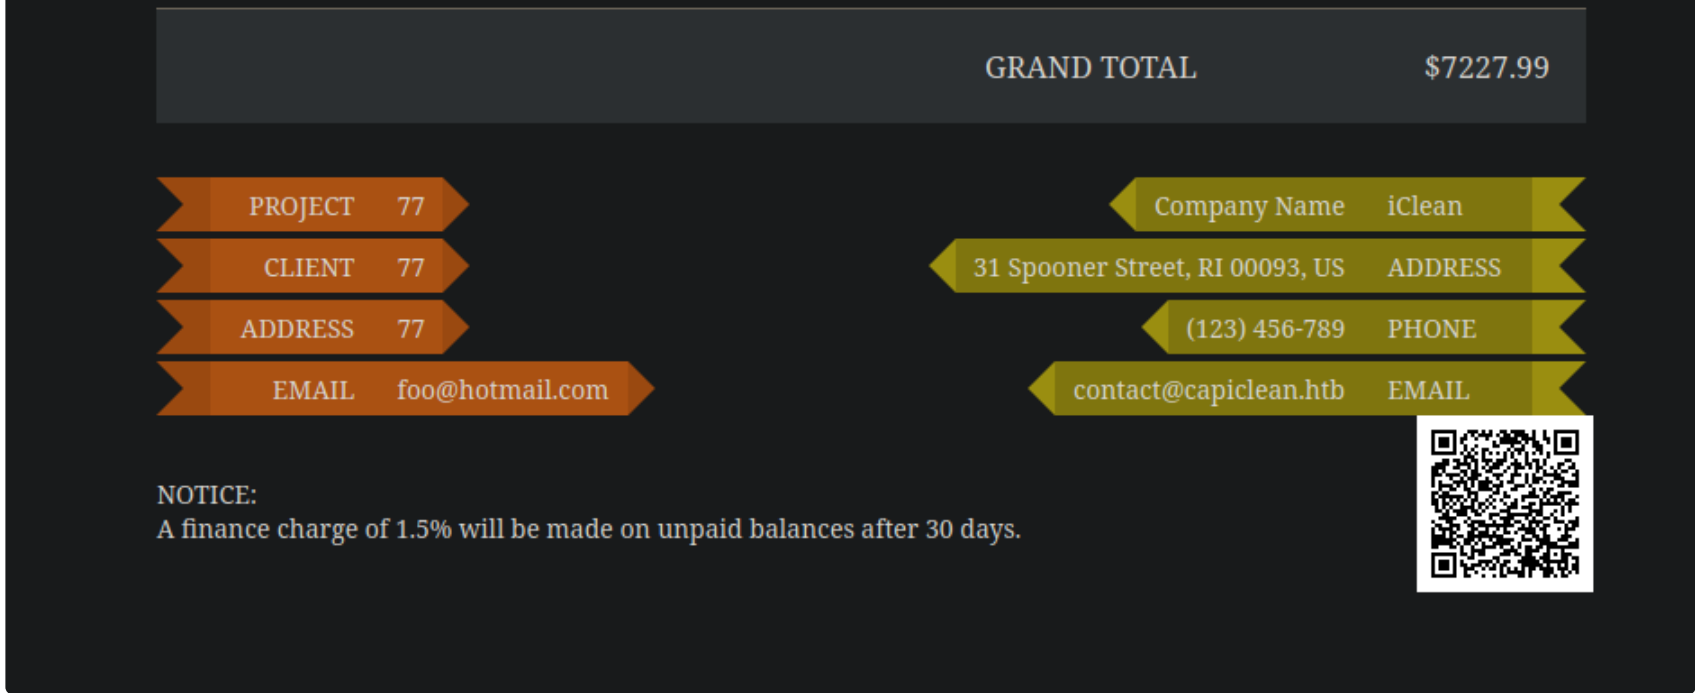 GRAND TOTAL $7227.99
PROJECT 77
CLIENT 77
ADDRESS 77
EMAIL foo@hotmail.com
Company Name iClean
31 Spooner Street, RI 00093, US ADDRESS
(123) 456-789 PHONE
contact@capiclean.htb EMAIL
NOTICE:
A finance charge of 1.5% will be made on unpaid balances after 30 days.